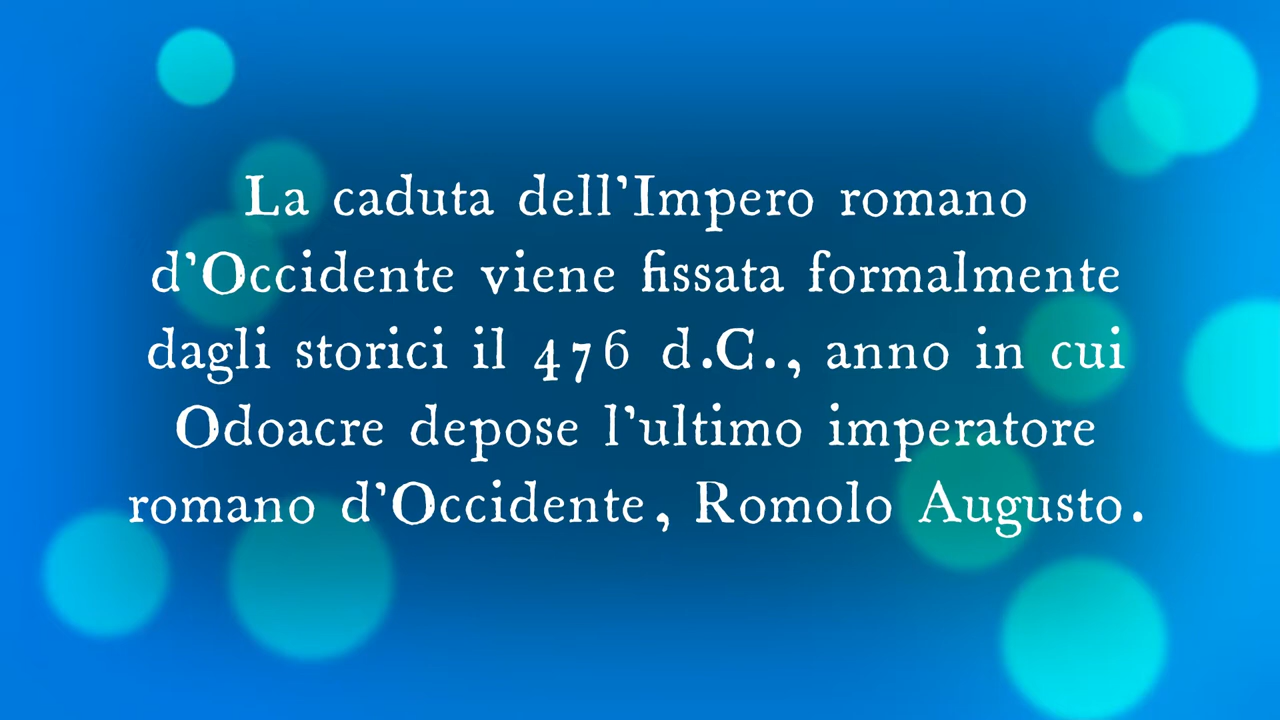 La caduta dell’Impero romano
d’Occidente viene fissata formalmente
dagli storici il 476 d.C., anno in cui
Odoacre depose l’ultimo imperatore
romano d’Occidente, Romolo Augusto.